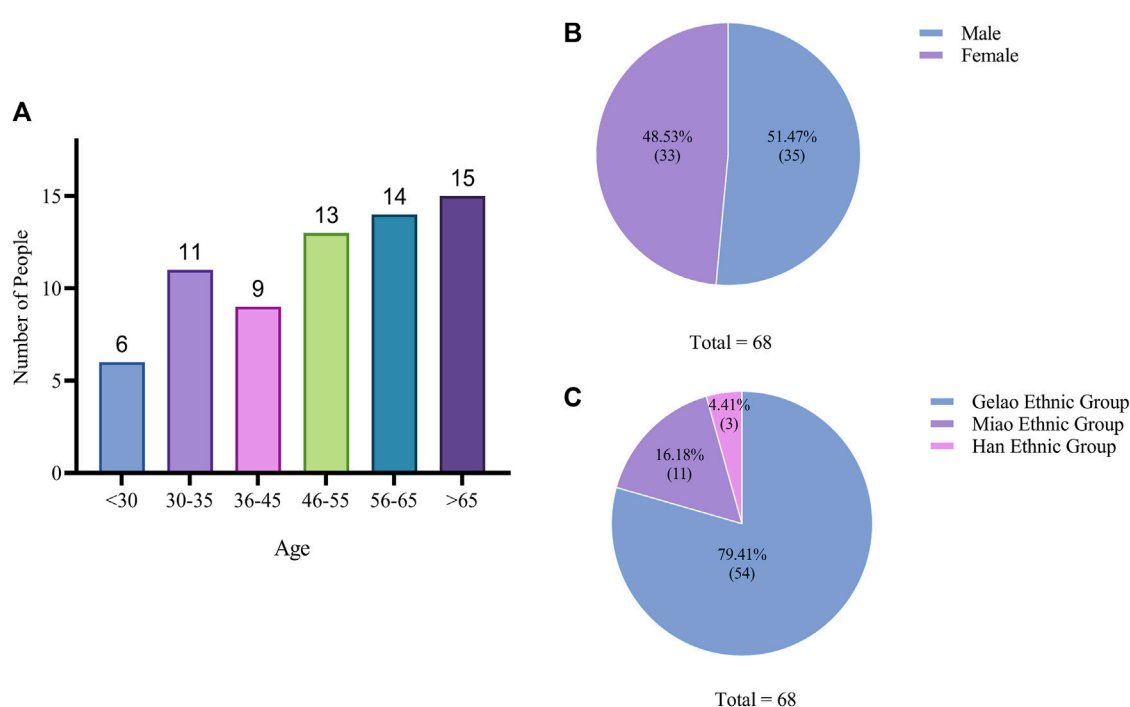 A
Number of People
15
10
5
0
6
11
9
13
14
15
<30 30-35 36-45 46-55 56-65 >65
Age
B
Male
Female
48.53%
(33)
51.47%
(35)
Total = 68
C
Gelao Ethnic Group
Miao Ethnic Group
Han Ethnic Group
4.41%
(3)
16.18%
(11)
79.41%
(54)
Total = 68